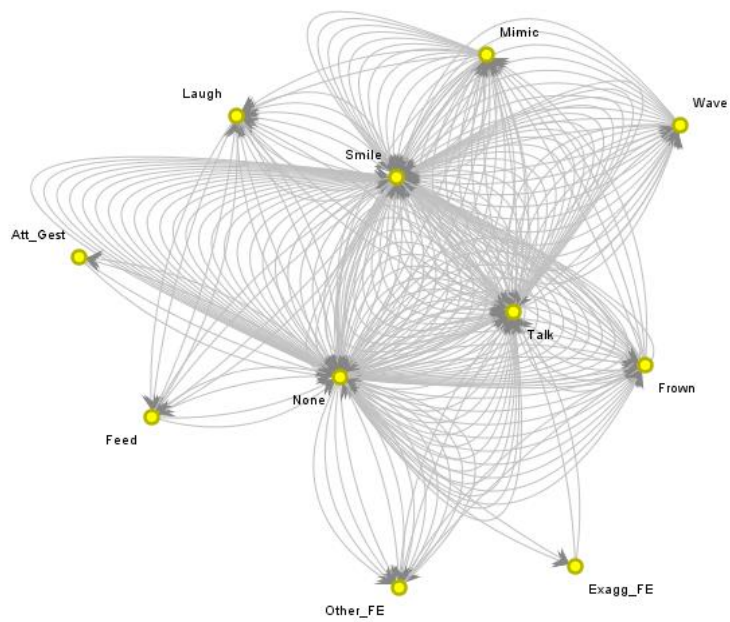 Mimic
Laugh
Wave
Smile
Att_Gest
Talk
None
Frown
Feed
Exagg_FE
Other_FE